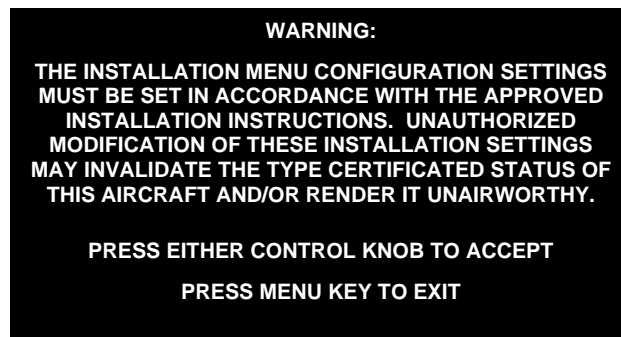 WARNING:
THE INSTALLATION MENU CONFIGURATION SETTINGS
MUST BE SET IN ACCORDANCE WITH THE APPROVED
INSTALLATION INSTRUCTIONS.  UNAUTHORIZED
MODIFICATION OF THESE INSTALLATION SETTINGS
MAY INVALIDATE THE TYPE CERTIFICATED STATUS OF
THIS AIRCRAFT AND/OR RENDER IT UNAIRWORTHY.
PRESS EITHER CONTROL KNOB TO ACCEPT
PRESS MENU KEY TO EXIT